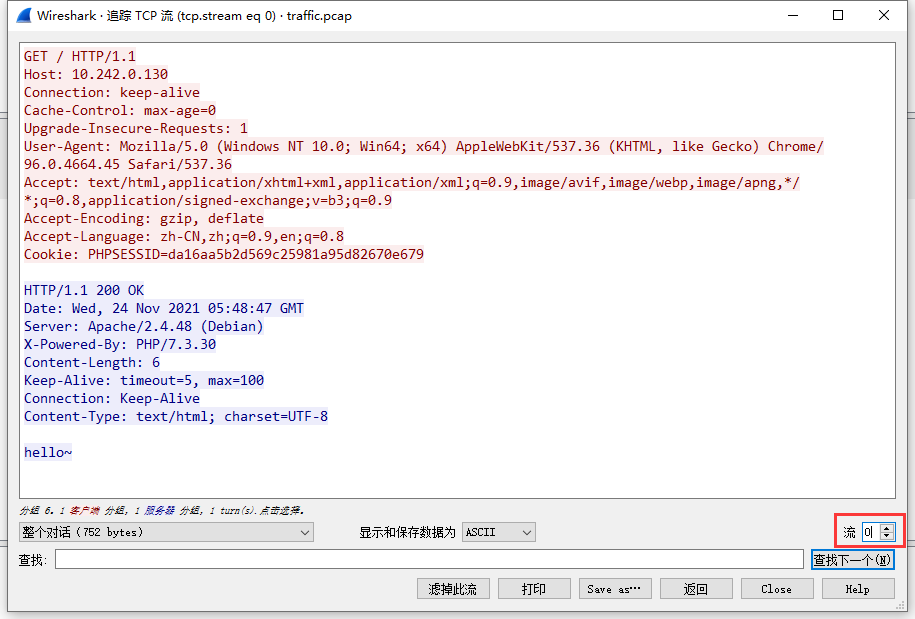 Wireshark · 追踪 TCP 流 (tcp.stream eq 0) · traffic.pcap
GET / HTTP/1.1
Host: 10.242.0.130
Connection: keep-alive
Cache-Control: max-age=0
Upgrade-Insecure-Requests: 1
User-Agent: Mozilla/5.0 (Windows NT 10.0; Win64; x64) AppleWebKit/537.36 (KHTML, like Gecko) Chrome/
96.0.4664.45 Safari/537.36
Accept: text/html,application/xhtml+xml,application/xml;q=0.9,image/avif,image/webp,image/apng,*/
*;q=0.8,application/signed-exchange;v=b3;q=0.9
Accept-Encoding: gzip, deflate
Accept-Language: zh-CN,zh;q=0.9,en;q=0.8
Cookie: PHPSESSID=da16aa5b2d569c25981a95d82670e679
HTTP/1.1 200 OK
Date: Wed, 24 Nov 2021 05:48:47 GMT
Server: Apache/2.4.48 (Debian)
X-Powered-By: PHP/7.3.30
Content-Length: 6
Keep-Alive: timeout=5, max=100
Connection: Keep-Alive
Content-Type: text/html; charset=UTF-8
hello~
分组 6。1 客户端 分组，1 服务器 分组，1 turn(s).点击选择。
整个对话 (752 bytes) 显示和保存数据为 ASCII 流 0
查找: 查找下一个(N)
滤掉此流 打印 Save as… 返回 Close Help